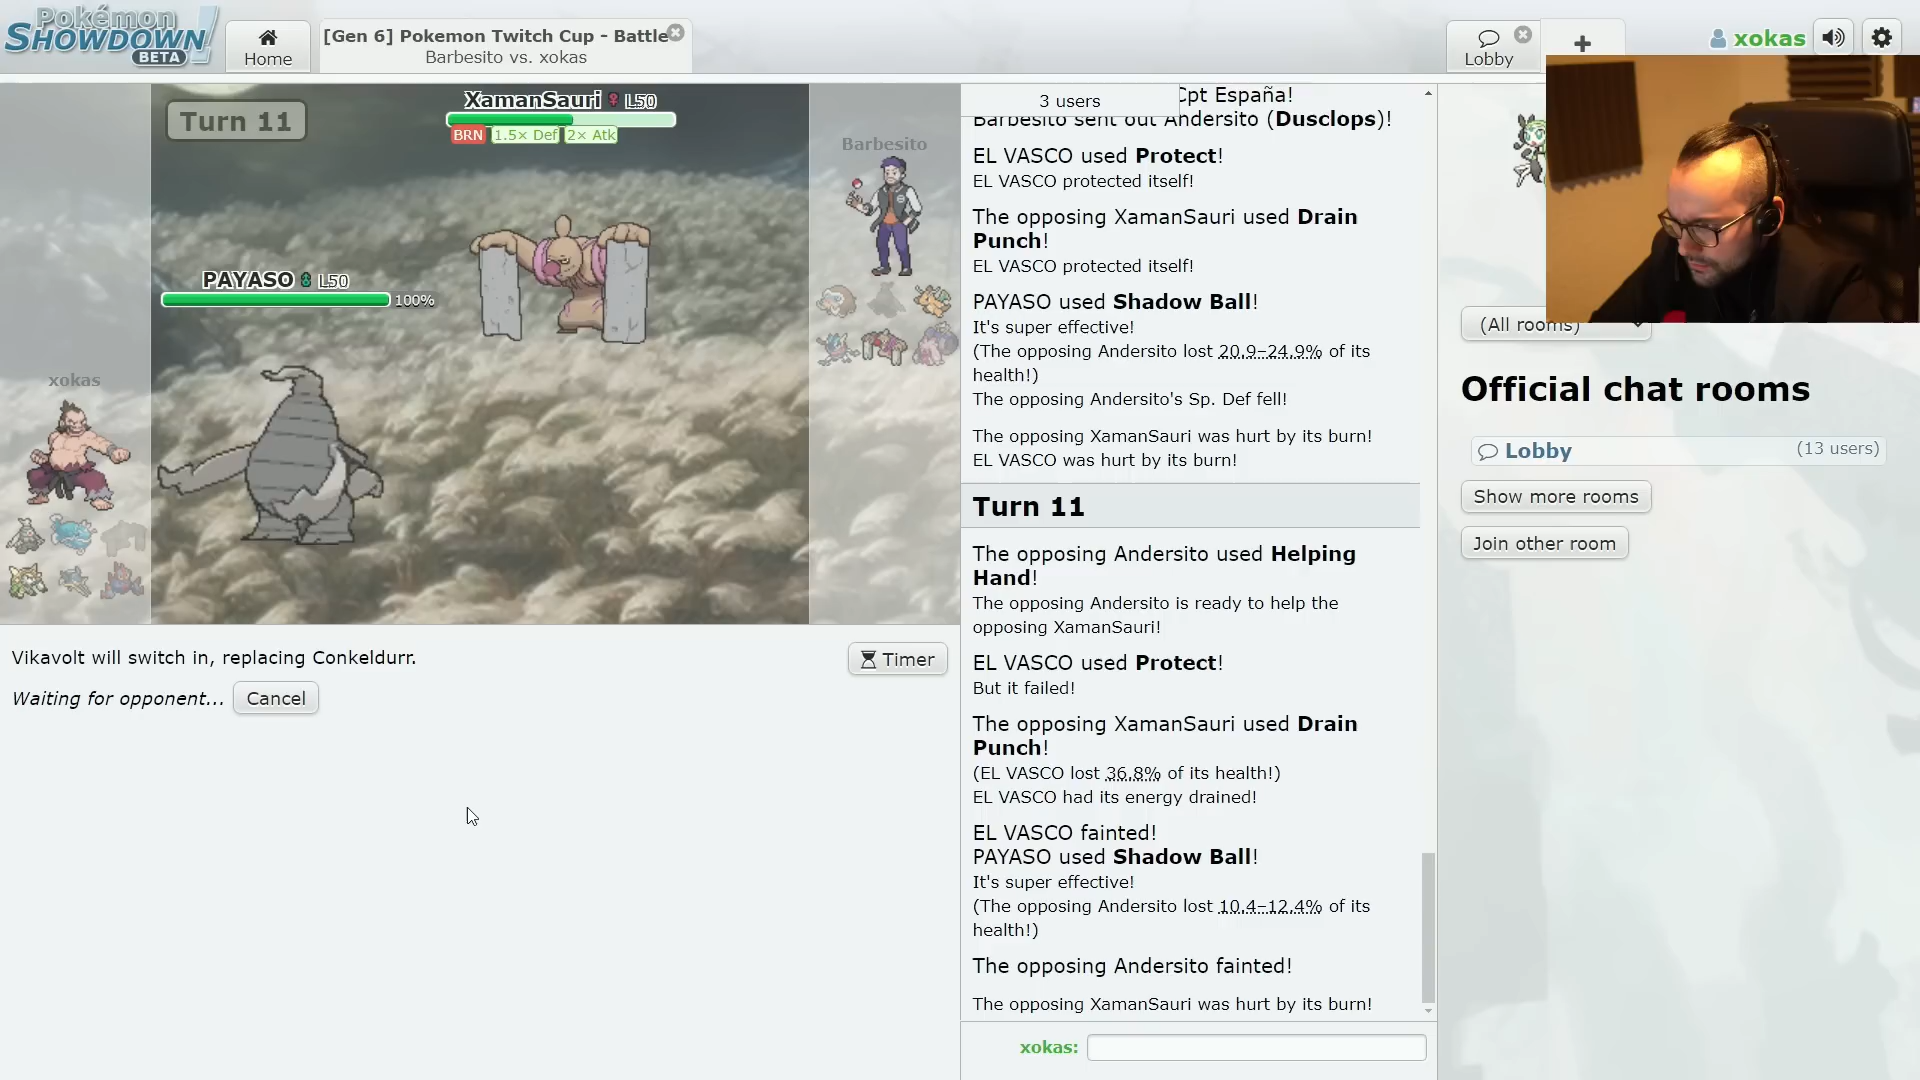 Pokémon
SHOWDOWN!
BETA
Home
[Gen 6] Pokemon Twitch Cup - Battle
Barbesito vs. xokas
Lobby
xokas
Turn 11
XamanSauri L50
BRN 1.5× Def 2× Atk
PAYASO L50
100%
xokas
Barbesito
3 users
Cpt España!
Barbesito sent out Andersito (Dusclops)!
EL VASCO used Protect!
EL VASCO protected itself!
The opposing XamanSauri used Drain
Punch!
EL VASCO protected itself!
PAYASO used Shadow Ball!
It's super effective!
(The opposing Andersito lost 20.9–24.9% of its
health!)
The opposing Andersito's Sp. Def fell!
The opposing XamanSauri was hurt by its burn!
EL VASCO was hurt by its burn!
Turn 11
The opposing Andersito used Helping
Hand!
The opposing Andersito is ready to help the
opposing XamanSauri!
EL VASCO used Protect!
But it failed!
The opposing XamanSauri used Drain
Punch!
(EL VASCO lost 36.8% of its health!)
EL VASCO had its energy drained!
EL VASCO fainted!
PAYASO used Shadow Ball!
It's super effective!
(The opposing Andersito lost 10.4–12.4% of its
health!)
The opposing Andersito fainted!
The opposing XamanSauri was hurt by its burn!
xokas:
Vikavolt will switch in, replacing Conkeldurr.
Timer
Waiting for opponent... Cancel
(All rooms)
Official chat rooms
Lobby (13 users)
Show more rooms
Join other room